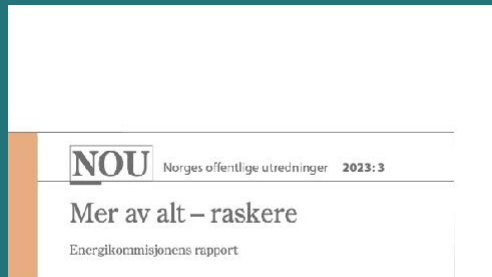 NOU Norges offentlige utredninger 2023: 3
Mer av alt – raskere
Energikommisjonens rapport